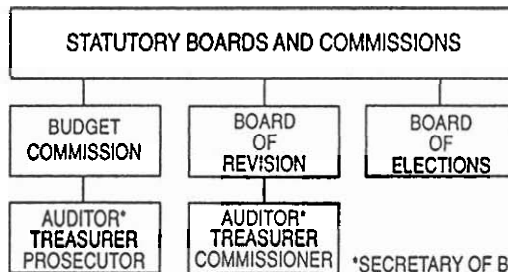 STATUTORY BOARDS AND COMMISSIONS
BUDGET
COMMISSION
BOARD
OF
REVISION
BOARD
OF
ELECTIONS
AUDITOR*
TREASURER
PROSECUTOR
AUDITOR*
TREASURER
COMMISSIONER
*SECRETARY OF B